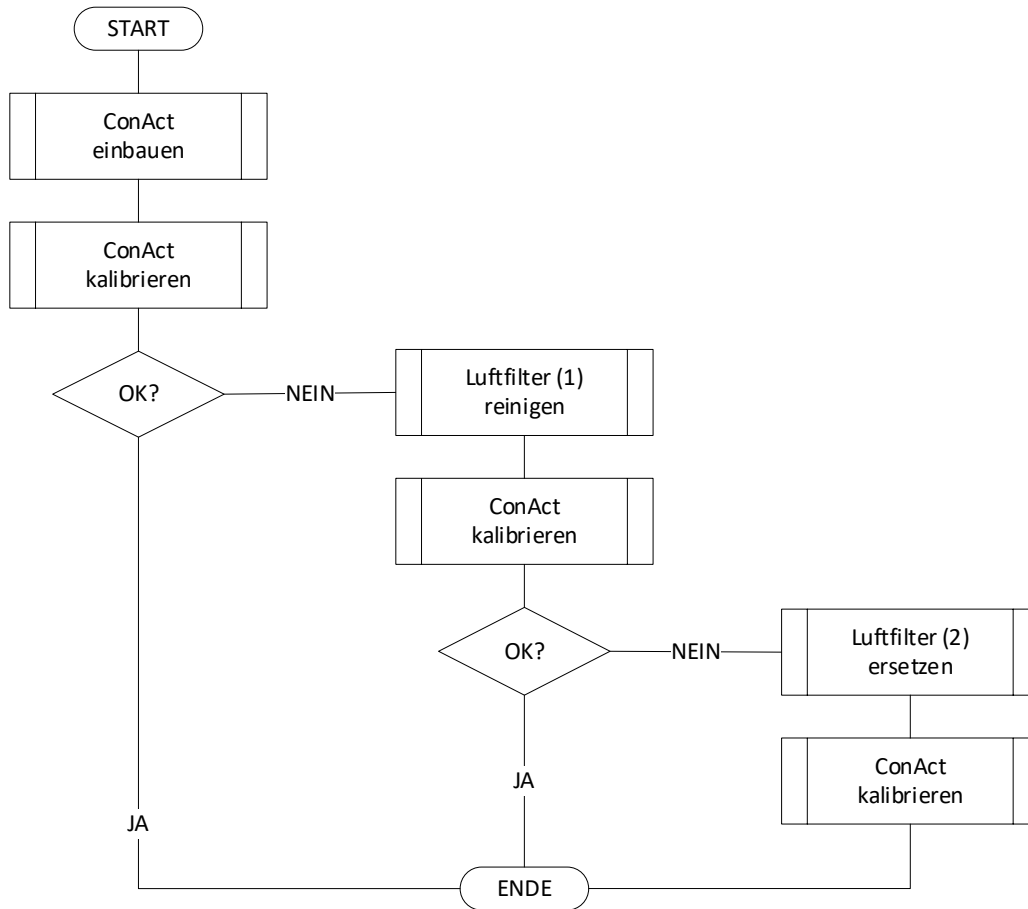 START
ConAct
einbauen
ConAct
kalibrieren
OK?
NEIN
Luftfilter (1)
reinigen
ConAct
kalibrieren
OK?
NEIN
Luftfilter (2)
ersetzen
ConAct
kalibrieren
JA
JA
ENDE